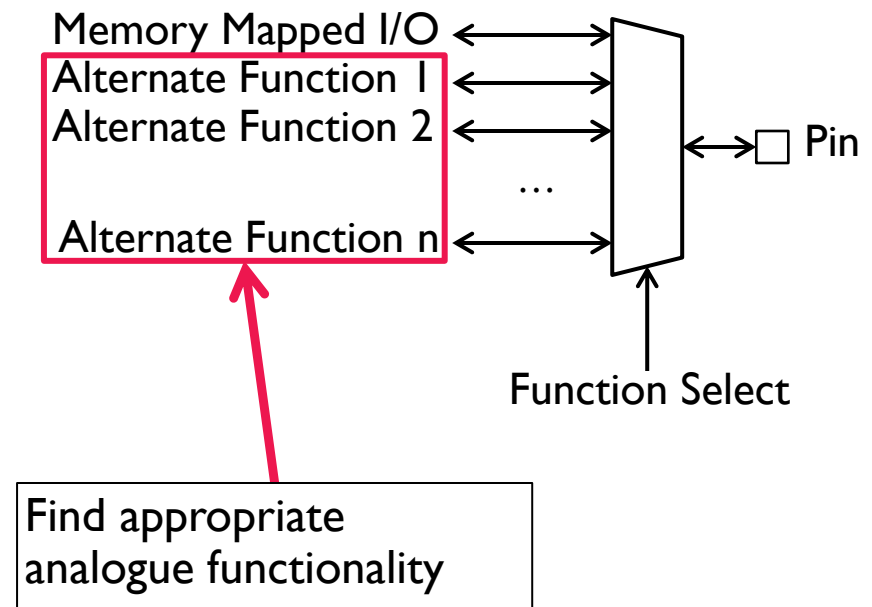 Memory Mapped I/O
Alternate Function 1
Alternate Function 2
...
Alternate Function n
Pin
Function Select
Find appropriate
analogue functionality